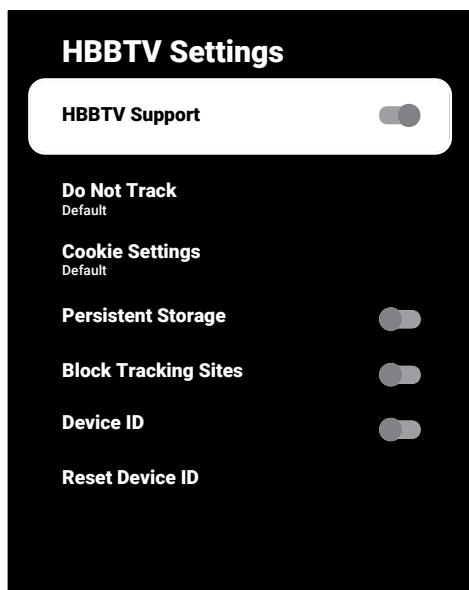 HBBTV Settings
HBBTV Support
Do Not Track
Default
Cookie Settings
Default
Persistent Storage
Block Tracking Sites
Device ID
Reset Device ID